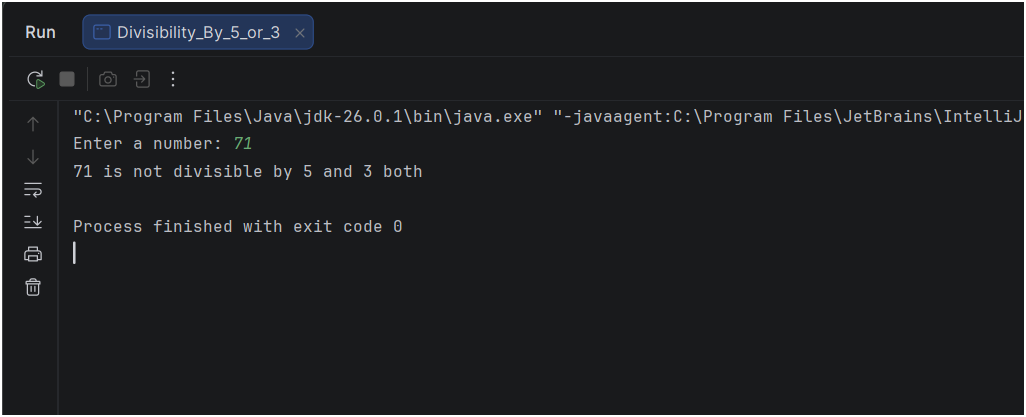 Run Divisibility_By_5_or_3
"C:\Program Files\Java\jdk-26.0.1\bin\java.exe" "-javaagent:C:\Program Files\JetBrains\IntelliJ
Enter a number: 71
71 is not divisible by 5 and 3 both
Process finished with exit code 0